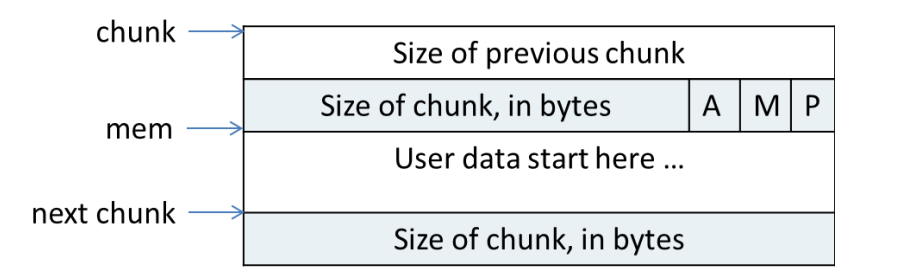 chunk
Size of previous chunk
Size of chunk, in bytes A M P
mem
User data start here ...
next chunk
Size of chunk, in bytes